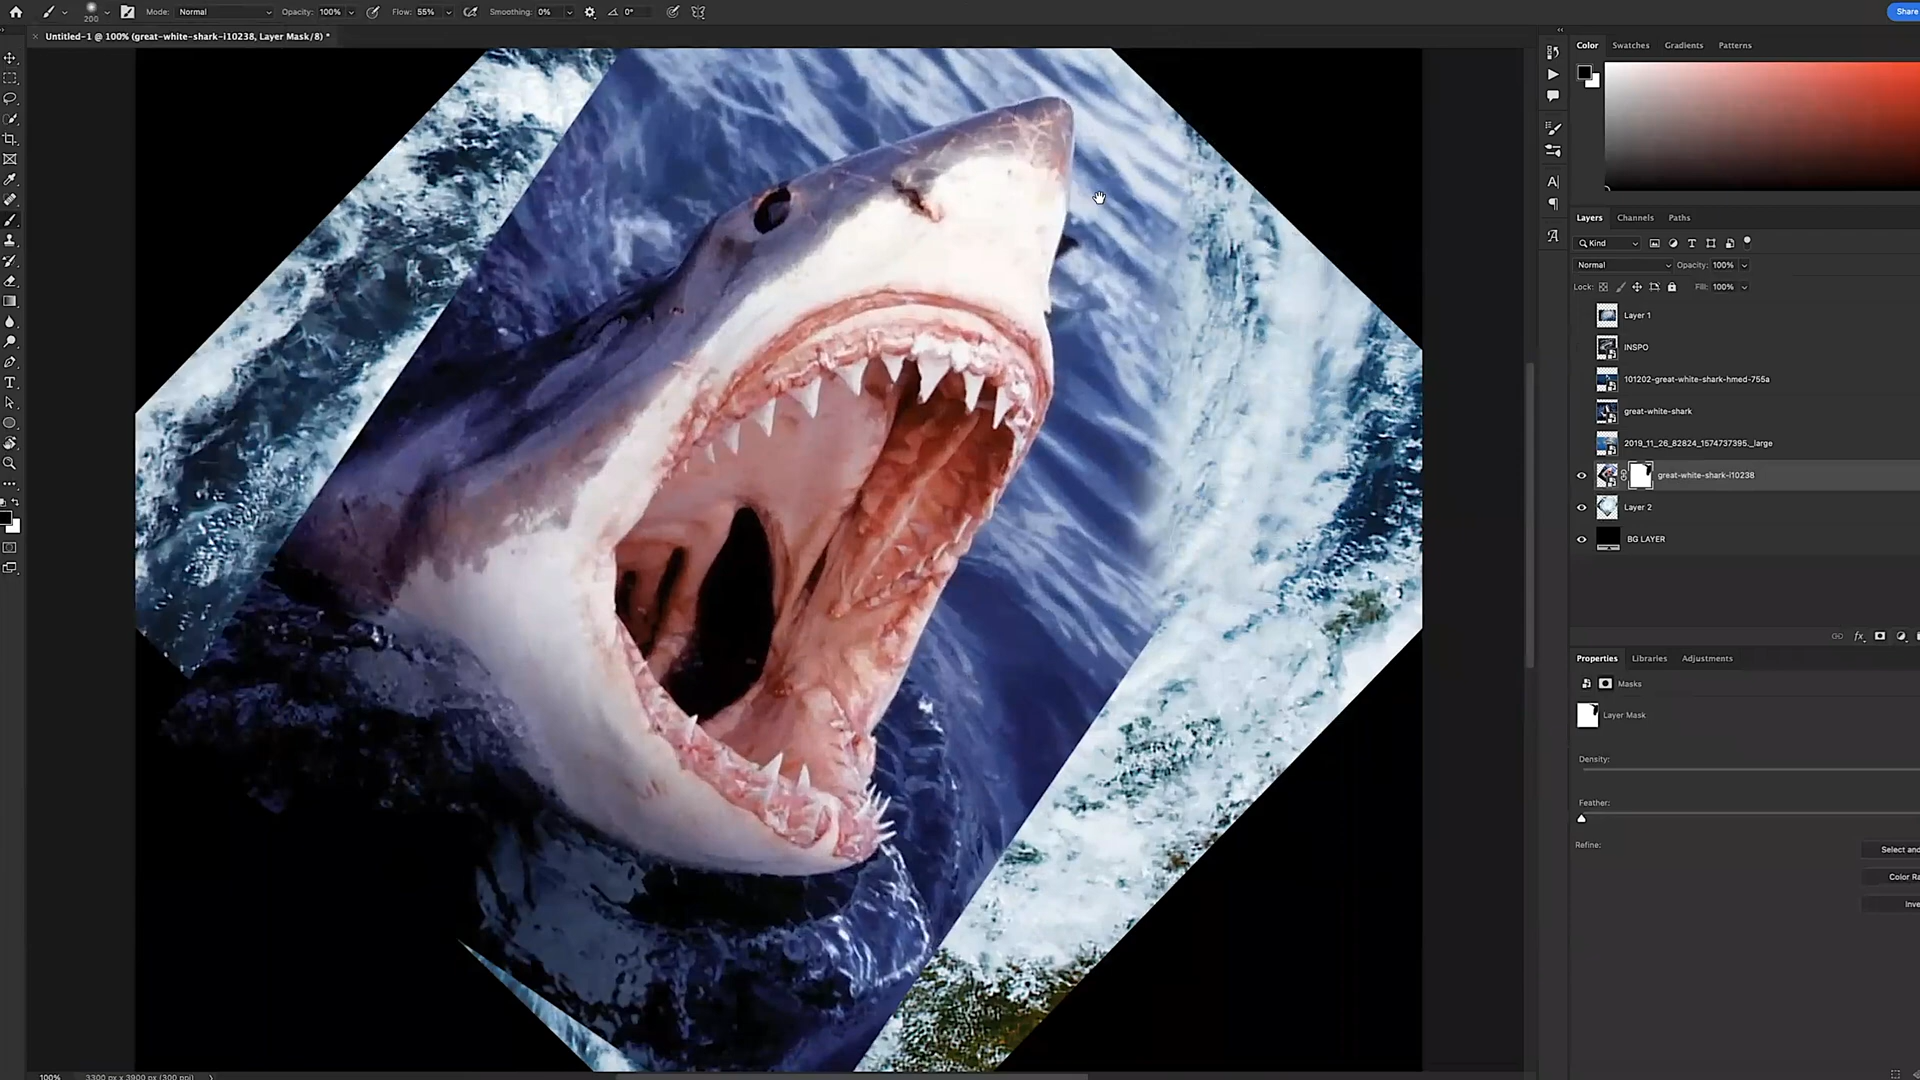 200
Mode: Normal Opacity: 100% Flow: 55% Smoothing: 0% 0°
Share
× Untitled-1 @ 100% (great-white-shark-i10238, Layer Mask/8) *
Color Swatches Gradients Patterns
Layers Channels Paths
Kind
Normal Opacity: 100%
Lock: Fill: 100%
Layer 1
INSPO
101202-great-white-shark-hmed-755a
great-white-shark
2019_11_26_82824_1574737395._large
great-white-shark-i10238
Layer 2
BG LAYER
fx
Properties Libraries Adjustments
Masks
Layer Mask
Density:
Feather:
Refine:
Select and
Color Ra
Inve
100% 3300 px x 3900 px (300 ppi)